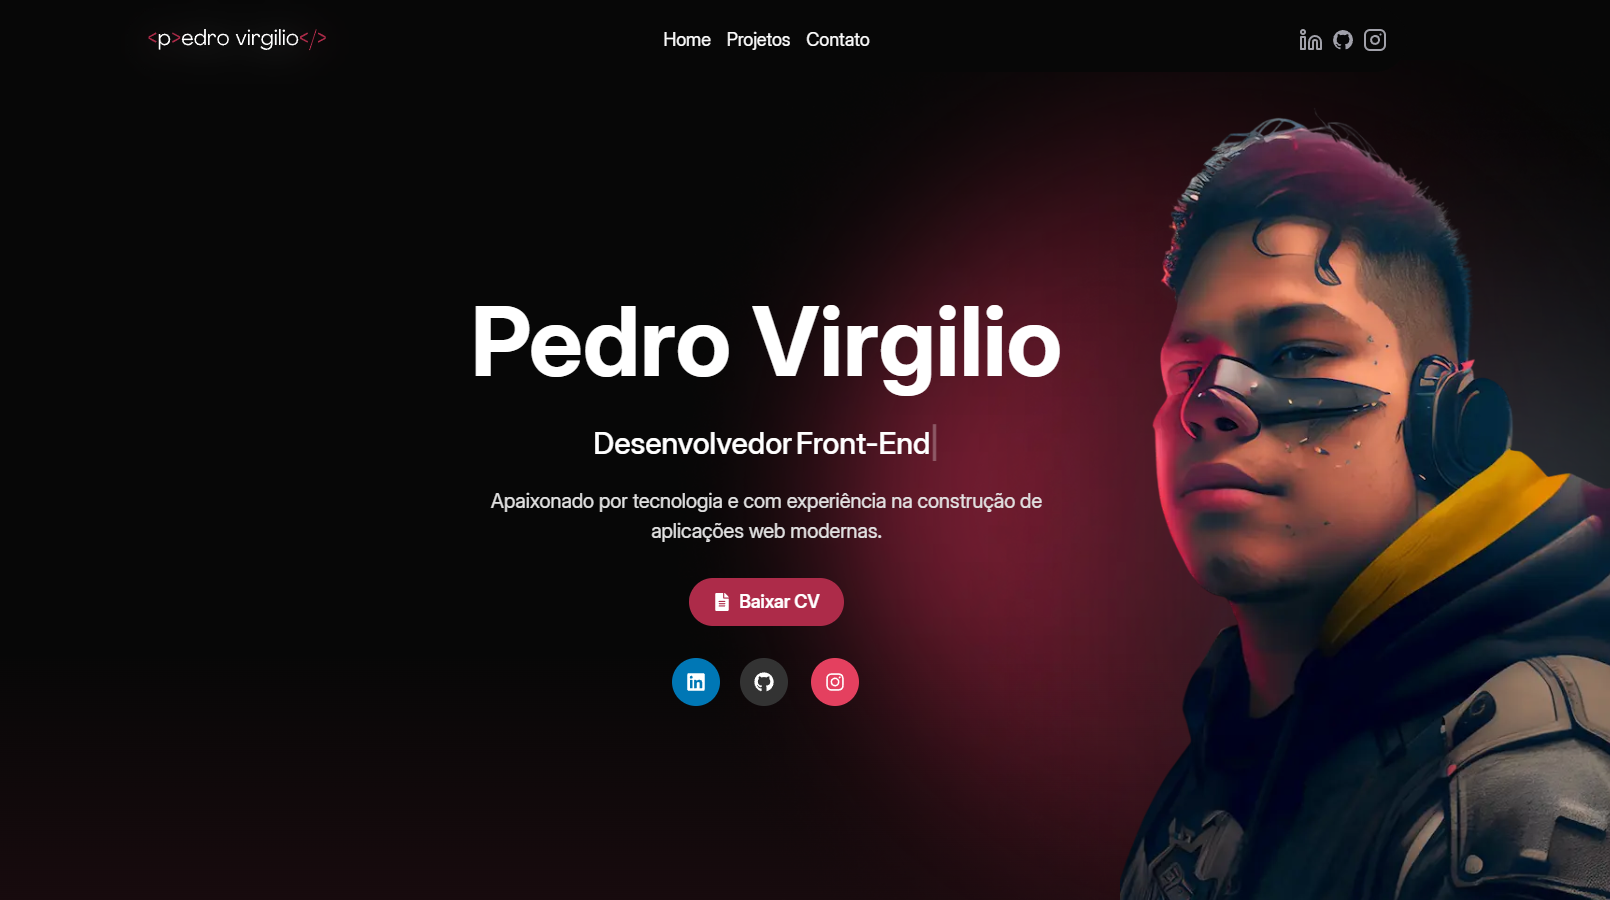 <p>edro virgilio</>
Home Projetos Contato
Pedro Virgilio
Desenvolvedor Front-End
Apaixonado por tecnologia e com experiência na construção de
aplicações web modernas.
Baixar CV